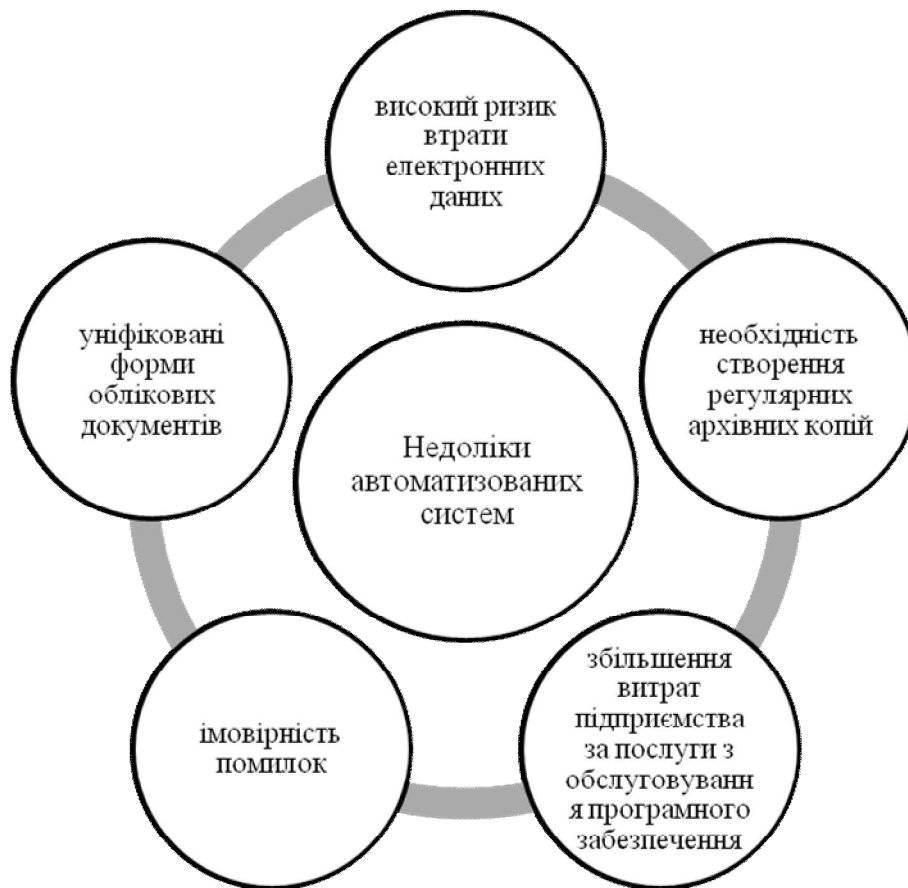 високий ризик
втрати
електронних
даних
уніфіковані
форми
облікових
документів
необхідність
створення
регулярних
архівних копій
Недоліки
автоматизованих
систем
імовірність
помилок
збільшення
витрат
підприємства
за послуги з
обслуговуванн
я програмного
забезпечення